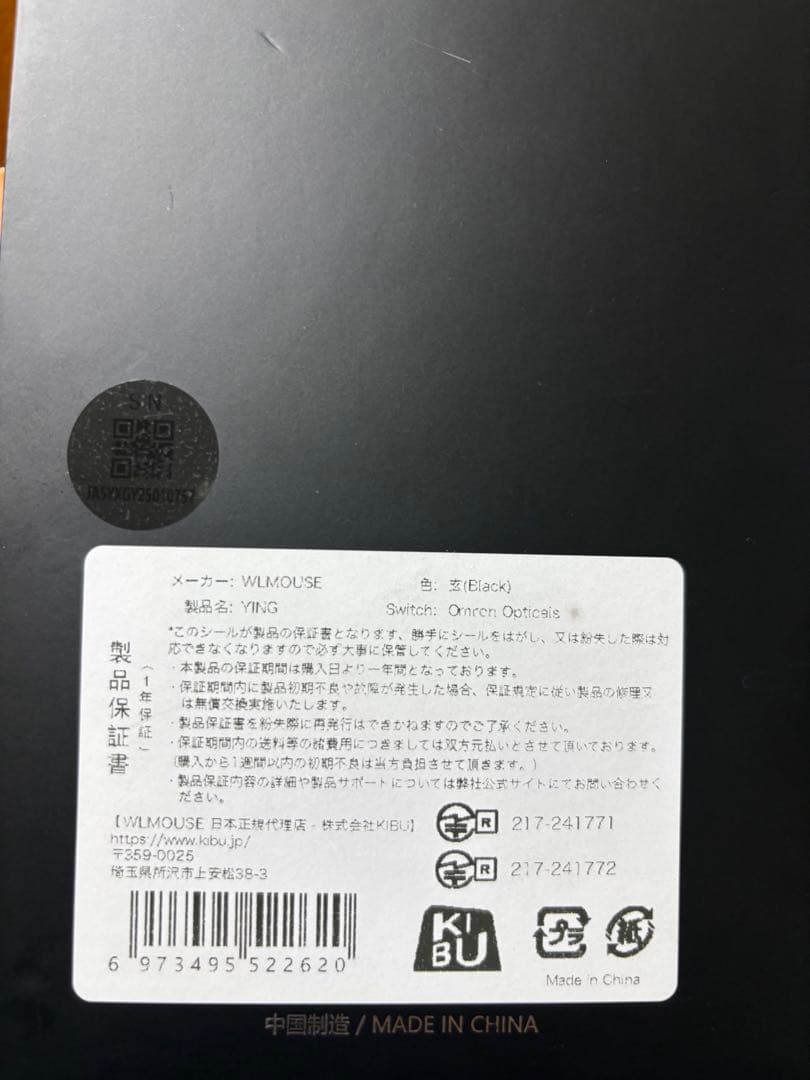 SN
JASYXGY25080757
メーカー: WLMOUSE
色: 玄(Black)
製品名: YING
Switch: Omron Opticals
*このシールが製品の保証書となります、勝手にシールをはがし、又は紛失した際は対
応できなくなりますので必ず大事に保管してください。
・本製品の保証期間は購入日より一年間となっております。
・保証期間内に製品初期不良や故障が発生した場合、保証規定に従い製品の修理又
は無償交換実施いたします。
・製品保証書を紛失際に再発行はできかねますのでご了承ください。
・保証期間内の送料等の諸費用につきましては双方元払いとさせて頂いております。
(購入から1週間以内の初期不良は当方負担させて頂きます。)
・製品保証内容の詳細や製品サポートについては弊社公式サイトにてお問い合わせく
ださい。
製品保証書
(1年保証)
【WLMOUSE 日本正規代理店 - 株式会社KIBU】
https://www.kibu.jp/
〒359-0025
埼玉県所沢市上安松38-3
R 217-241771
R 217-241772
6 973495 522620
KIBU
プラ
紙
Made in China
中国制造 / MADE IN CHINA